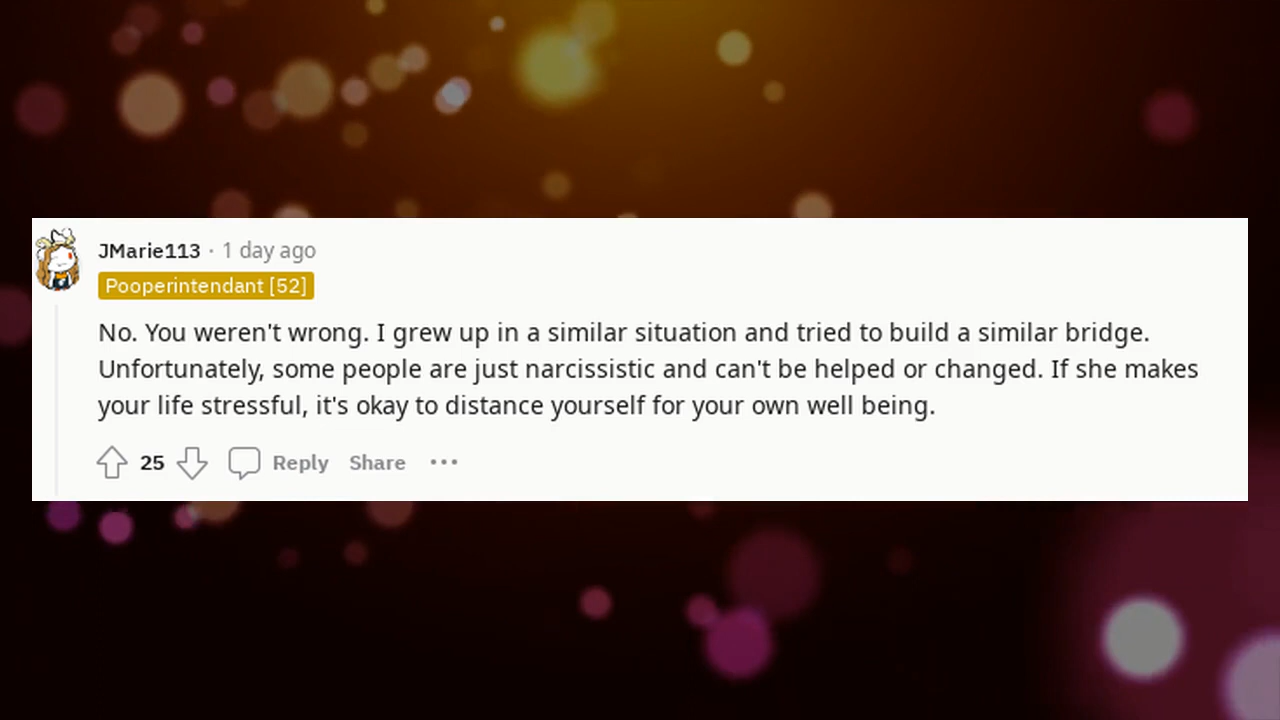 JMarie113 · 1 day ago
Pooperintendant [52]
No. You weren't wrong. I grew up in a similar situation and tried to build a similar bridge.
Unfortunately, some people are just narcissistic and can't be helped or changed. If she makes
your life stressful, it's okay to distance yourself for your own well being.
25 Reply Share ···